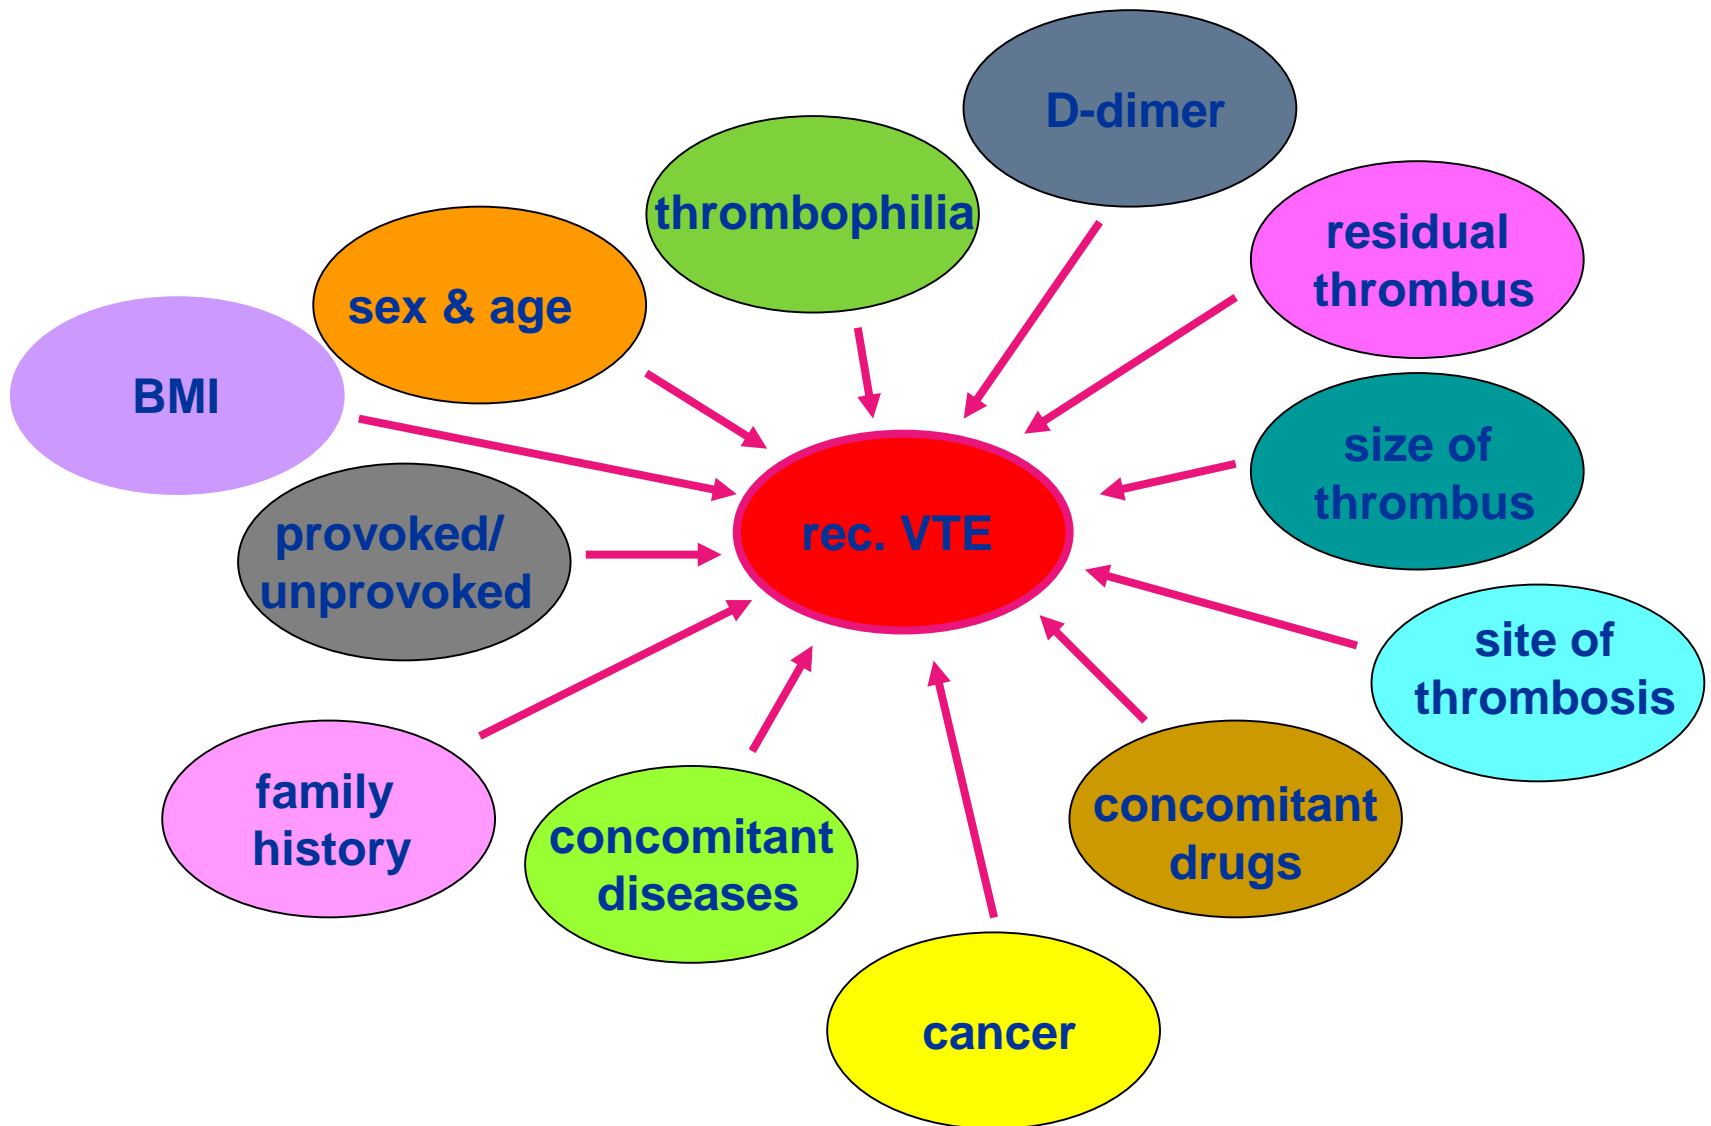 D-dimer
thrombophilia
residual
thrombus
sex & age
BMI
size of
thrombus
rec. VTE
provoked/
unprovoked
site of
thrombosis
family
history
concomitant
diseases
concomitant
drugs
cancer